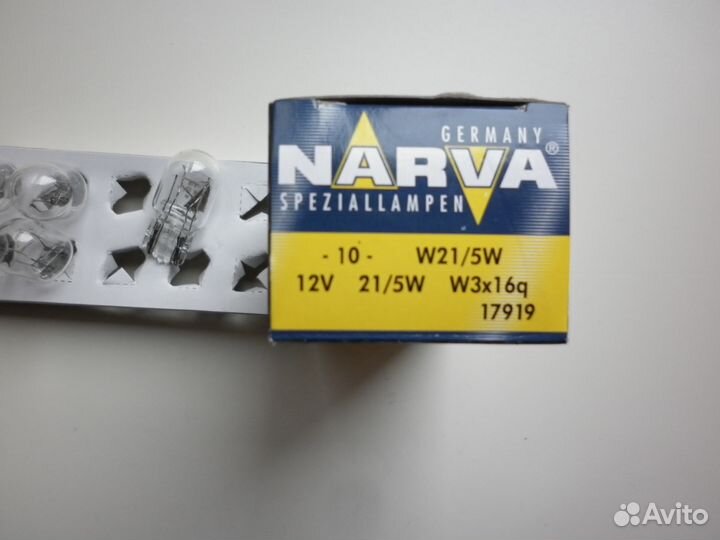 GERMANY
NARVA®
SPEZIALLAMPEN
- 10 - W21/5W
12V 21/5W W3x16q
17919
Avito